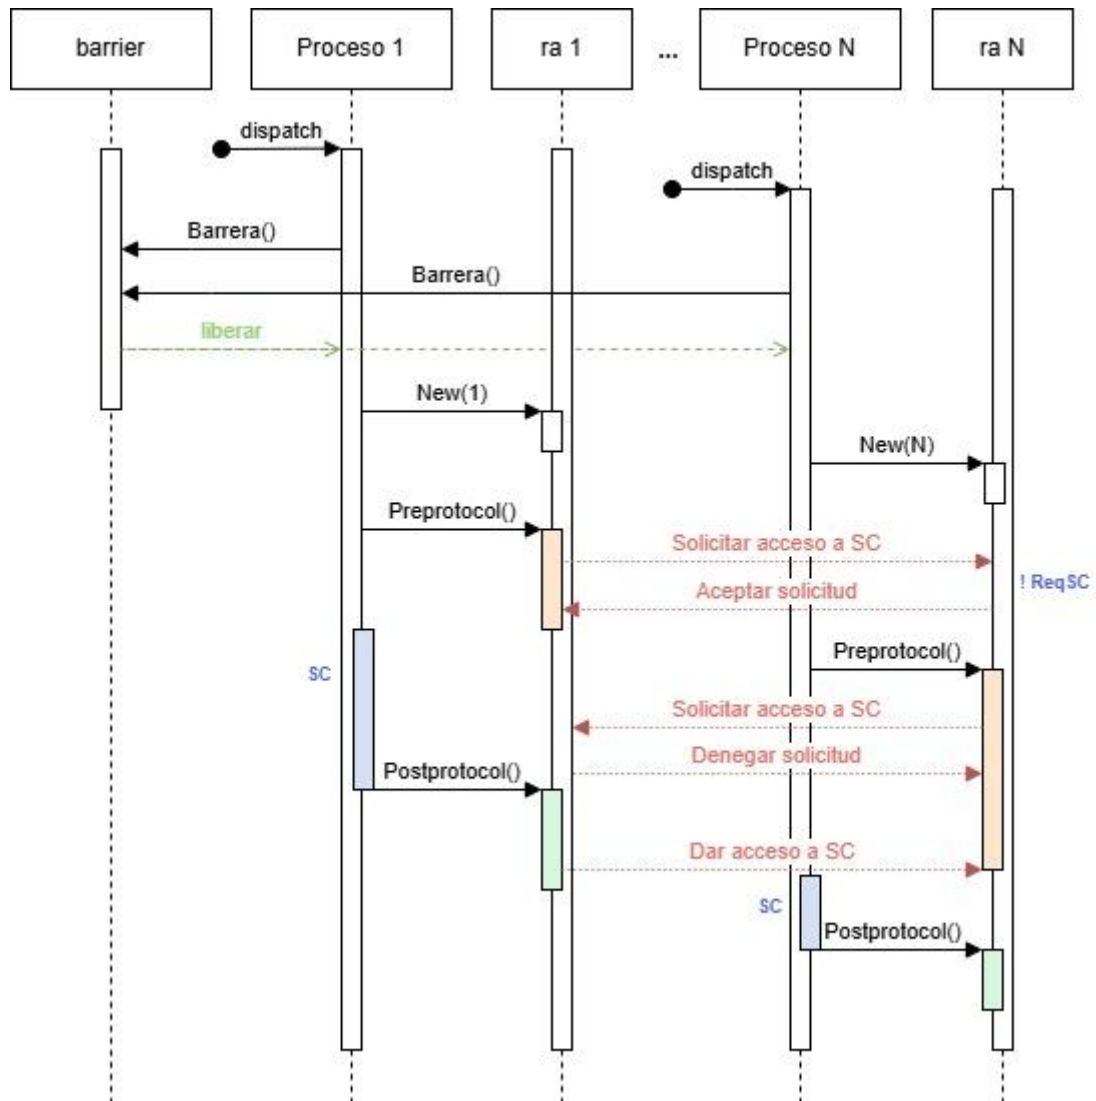 barrier
Proceso 1
ra 1
...
Proceso N
ra N
dispatch
dispatch
Barrera()
Barrera()
liberar
New(1)
New(N)
Preprotocol()
Solicitar acceso a SC
! ReqSC
Aceptar solicitud
Preprotocol()
SC
Solicitar acceso a SC
Denegar solicitud
Postprotocol()
Dar acceso a SC
SC
Postprotocol()